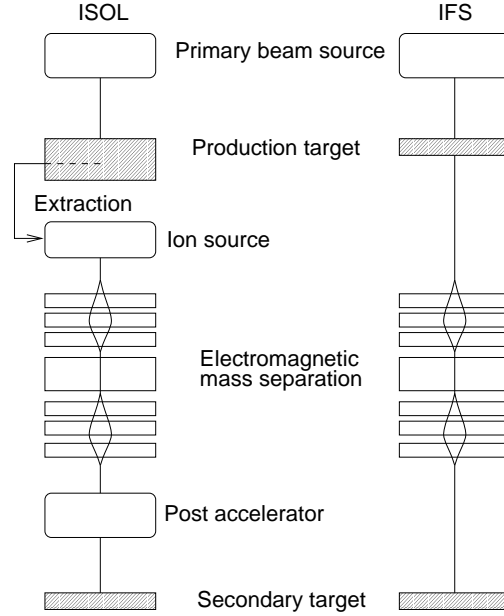 ISOL
IFS
Primary beam source
Production target
Extraction
Ion source
Electromagnetic
mass separation
Post accelerator
Secondary target